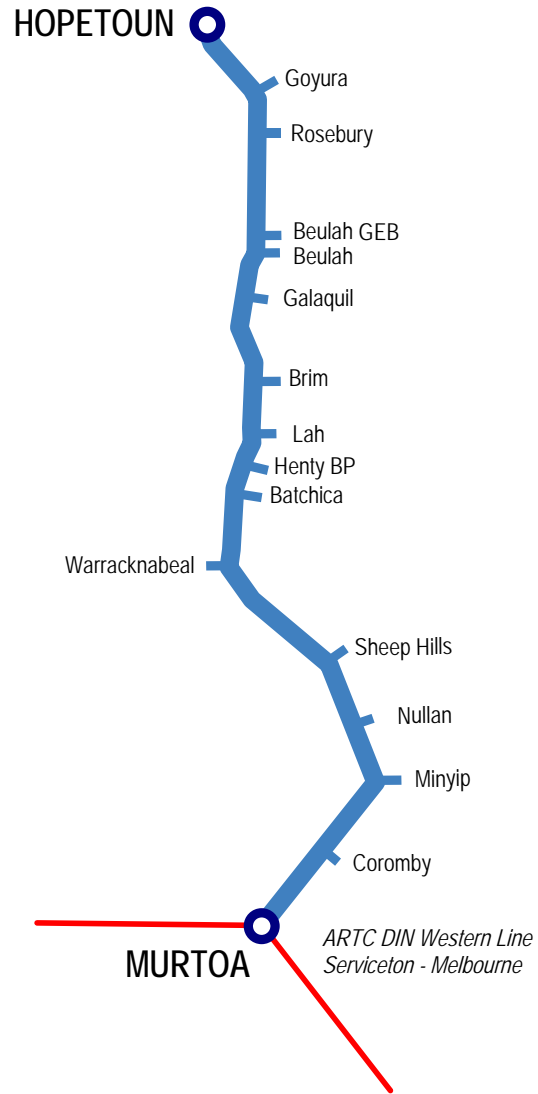 HOPETOUN
Goyura
Rosebury
Beulah GEB
Beulah
Galaquil
Brim
Lah
Henty BP
Batchica
Warracknabeal
Sheep Hills
Nullan
Minyip
Coromby
MURTOA
ARTC DIN Western Line
Serviceton - Melbourne